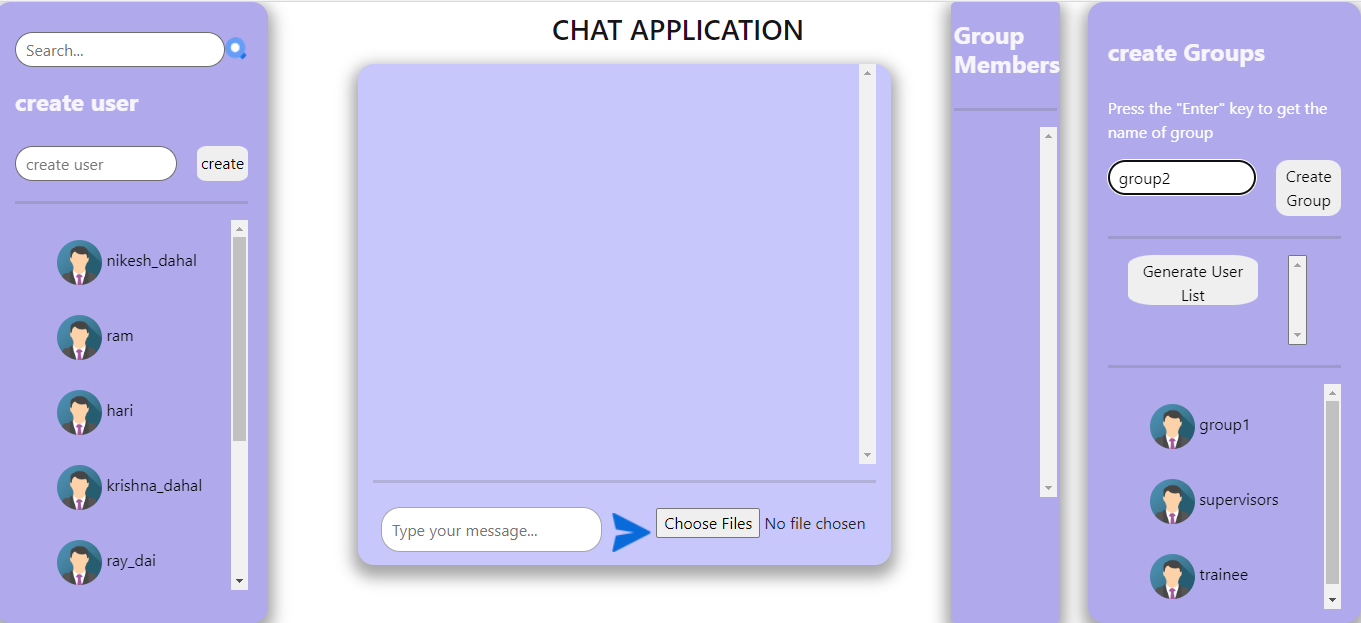 Search...
create user
create user
create
nikesh_dahal
ram
hari
krishna_dahal
ray_dai
CHAT APPLICATION
Type your message...
Choose Files No file chosen
Group
Members
create Groups
Press the "Enter" key to get the
name of group
group2
Create
Group
Generate User
List
group1
supervisors
trainee